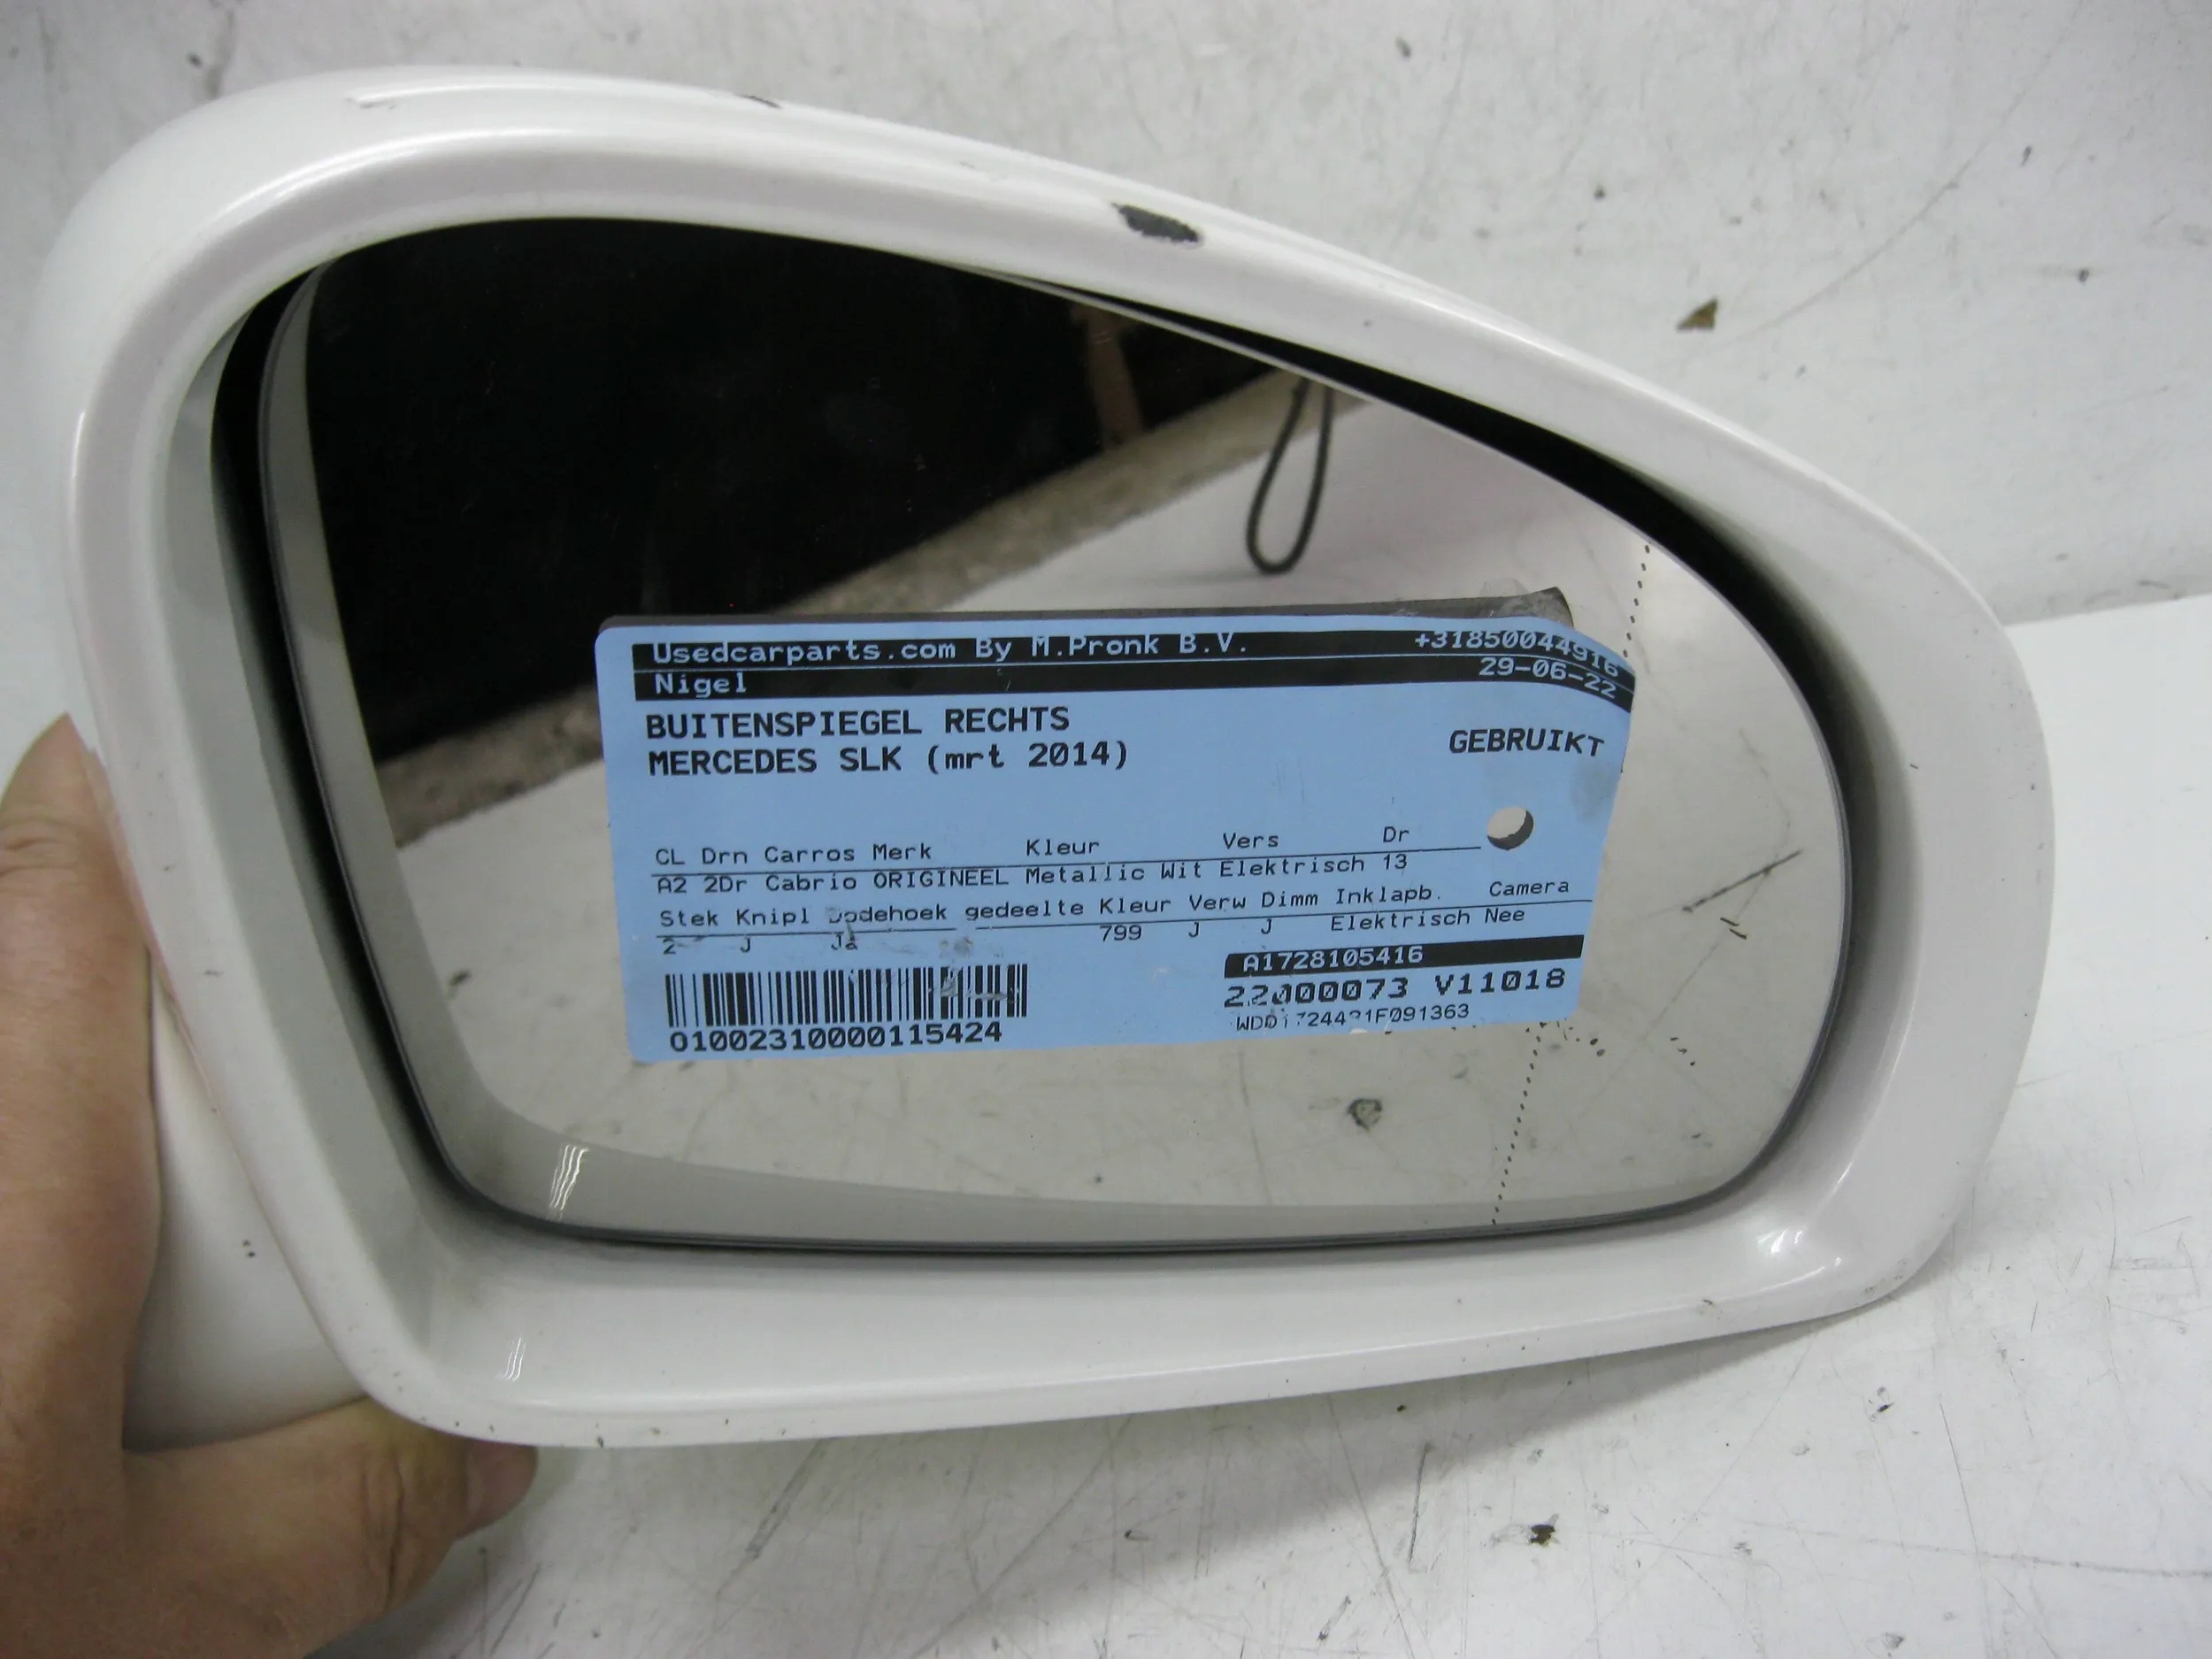 Usedcarparts.com By M.Pronk B.V. +31850044916
Nigel 29-06-22
BUITENSPIEGEL RECHTS
MERCEDES SLK (mrt 2014) GEBRUIKT
CL Drn Carros Merk Kleur Vers Dr
A2 2Dr Cabrio ORIGINEEL Metallic Wit Elektrisch 13
Stek Knipl Dodehoek gedeelte Kleur Verw Dimm Inklapb. Camera
2 J Ja 799 J J Elektrisch Nee
A1728105416
22000073 V11018
01002310000115424